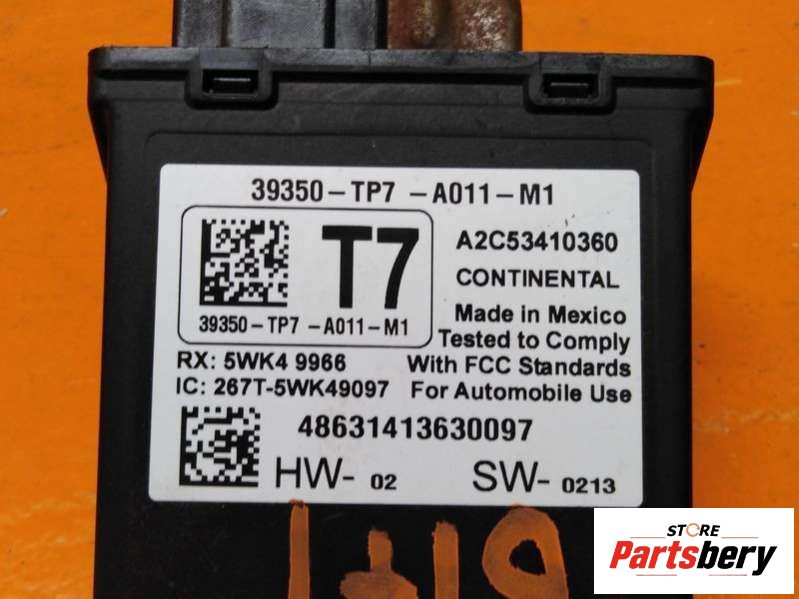 39350-TP7-A011-M1
T7
39350-TP7-A011-M1
A2C53410360
CONTINENTAL
Made in Mexico
Tested to Comply
With FCC Standards
For Automobile Use
RX: 5WK4 9966
IC: 267T-5WK49097
48631413630097
HW- 02
SW- 0213
STORE
Partsbery